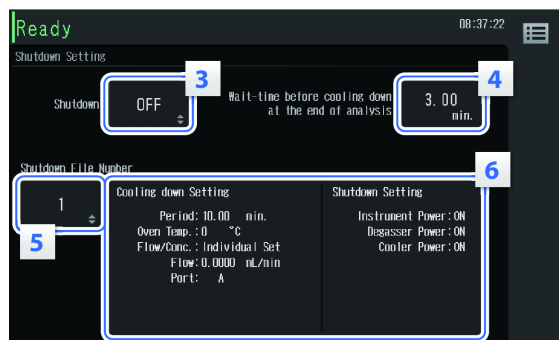 Ready 08:37:22
Shutdown Setting
3
4
Shutdown OFF
Wait-time before cooling down
at the end of analysis
3.00
min.
Shutdown File Number
6
1
5
Cooling down Setting
Period:10.00 min.
Oven Temp.:0 °C
Flow/Conc.:Individual Set
Flow:0.0000 mL/min
Port: A
Shutdown Setting
Instrument Power:ON
Degasser Power:ON
Cooler Power:ON